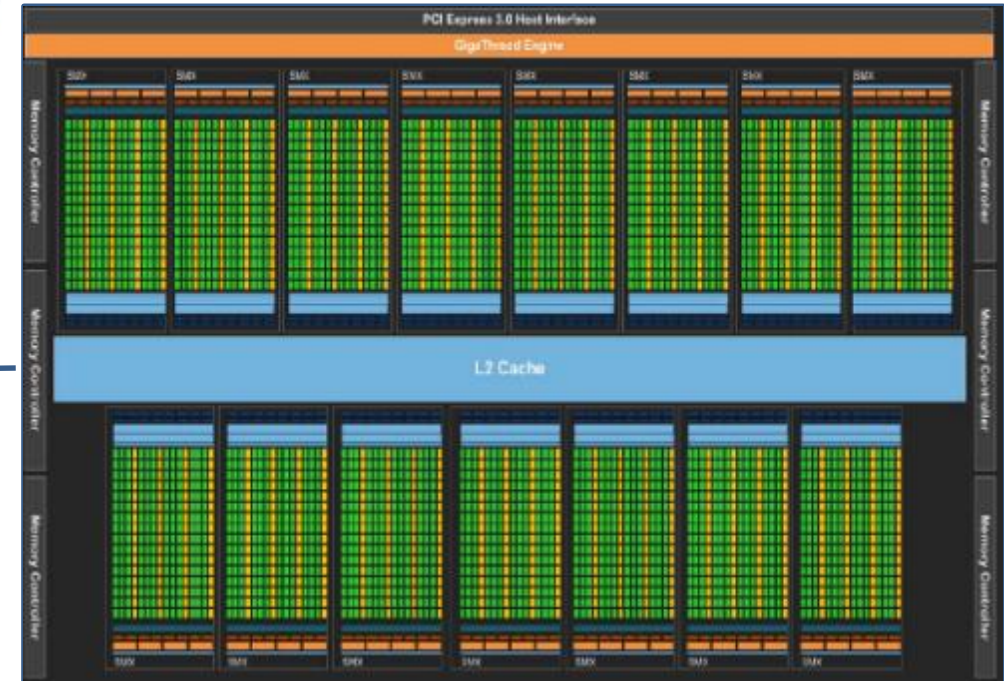 PCI Express 3.0 Host Interface
GigaThread Engine
SMX SMX SMX SMX SMX SMX SMX SMX
Memory Controller
Memory Controller
Memory Controller
Memory Controller
L2 Cache
Memory Controller
Memory Controller
SMX SMX SMX SMX SMX SMX SMX